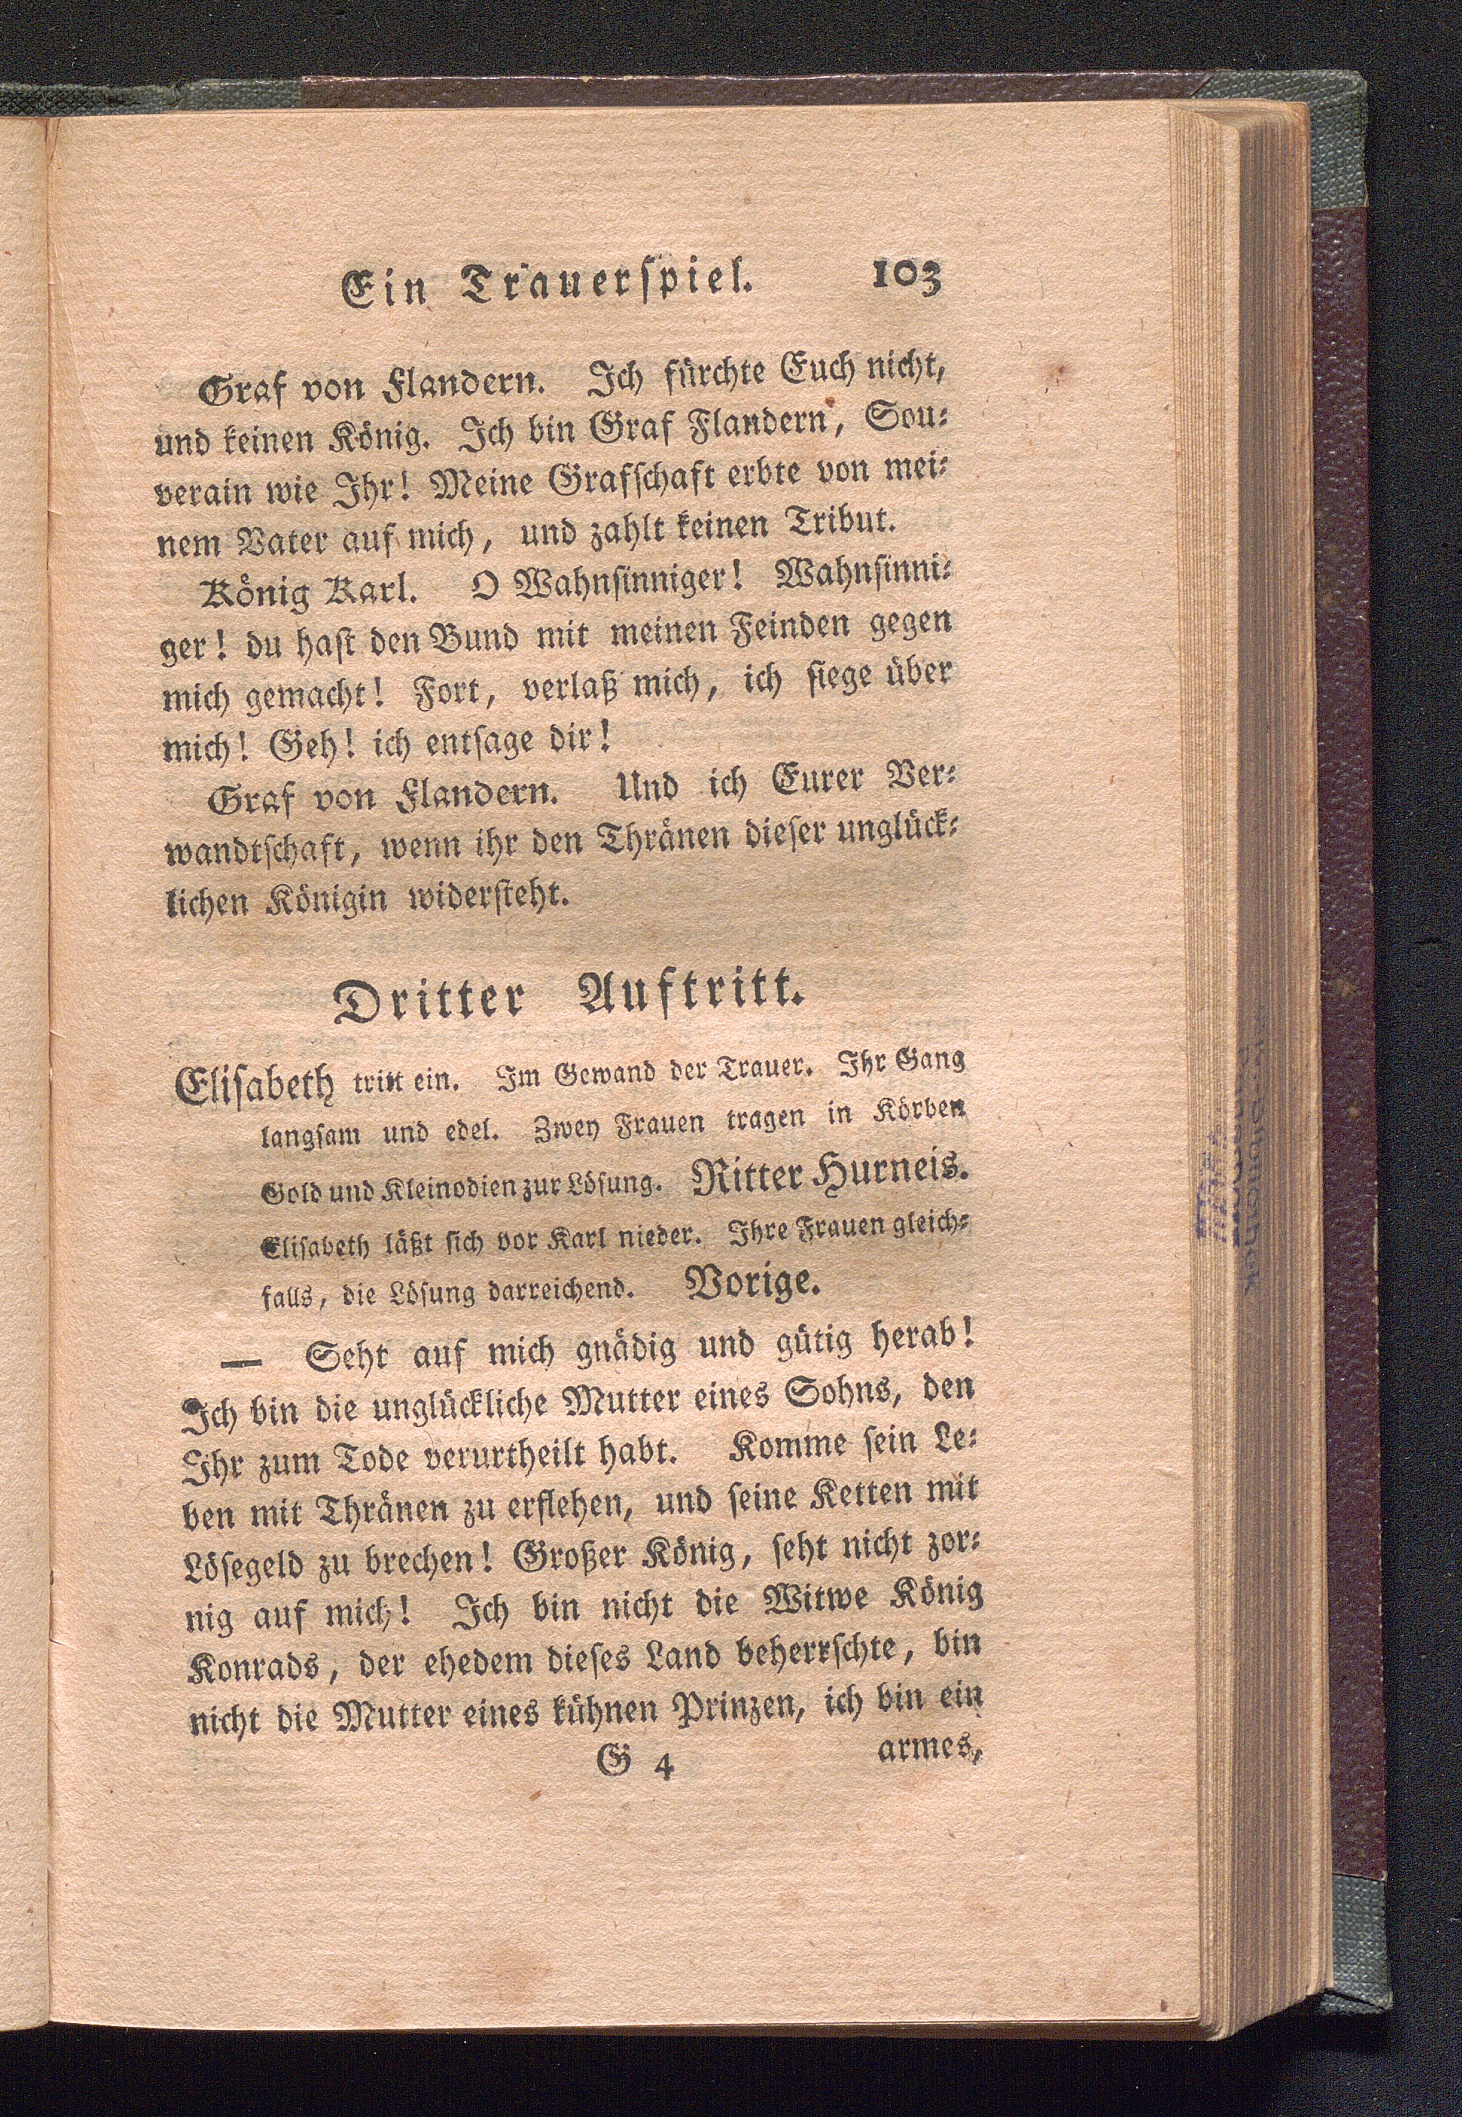 Ein Trauerſpiel. 103
Graf von Flandern. Ich fürchte Euch nicht,
und keinen König. Ich bin Graf Flandern, Sou⸗
verain wie Ihr! Meine Grafſchaft erbte von mei⸗
nem Vater auf mich, und zahlt keinen Tribut.
König Karl. O Wahnſinniger! Wahnſinni⸗
ger! du haſt den Bund mit meinen Feinden gegen
mich gemacht! Fort, verlaß mich, ich ſiege über
mich! Geh! ich entſage dir!
Graf von Flandern. Und ich Eurer Ver⸗
wandtſchaft, wenn ihr den Thränen dieſer unglück⸗
lichen Königin widerſteht.
Dritter Auftritt.
Eliſabeth tritt ein. Im Gewand der Trauer. Ihr Gang
langſam und edel. Zwey Frauen tragen in Körben
Gold und Kleinodien zur Löſung. Ritter Hurneis.
Eliſabeth läßt ſich vor Karl nieder. Ihre Frauen gleich⸗
falls, die Löſung darreichend. Vorige.
— Seht auf mich gnädig und gütig herab!
Ich bin die unglückliche Mutter eines Sohns, den
Ihr zum Tode verurtheilt habt. Komme ſein Le⸗
ben mit Thränen zu erflehen, und ſeine Ketten mit
Löſegeld zu brechen! Großer König, ſeht nicht zor⸗
nig auf mich! Ich bin nicht die Witwe König
Konrads, der ehedem dieſes Land beherrſchte, bin
nicht die Mutter eines kühnen Prinzen, ich bin ein
G 4 armes,